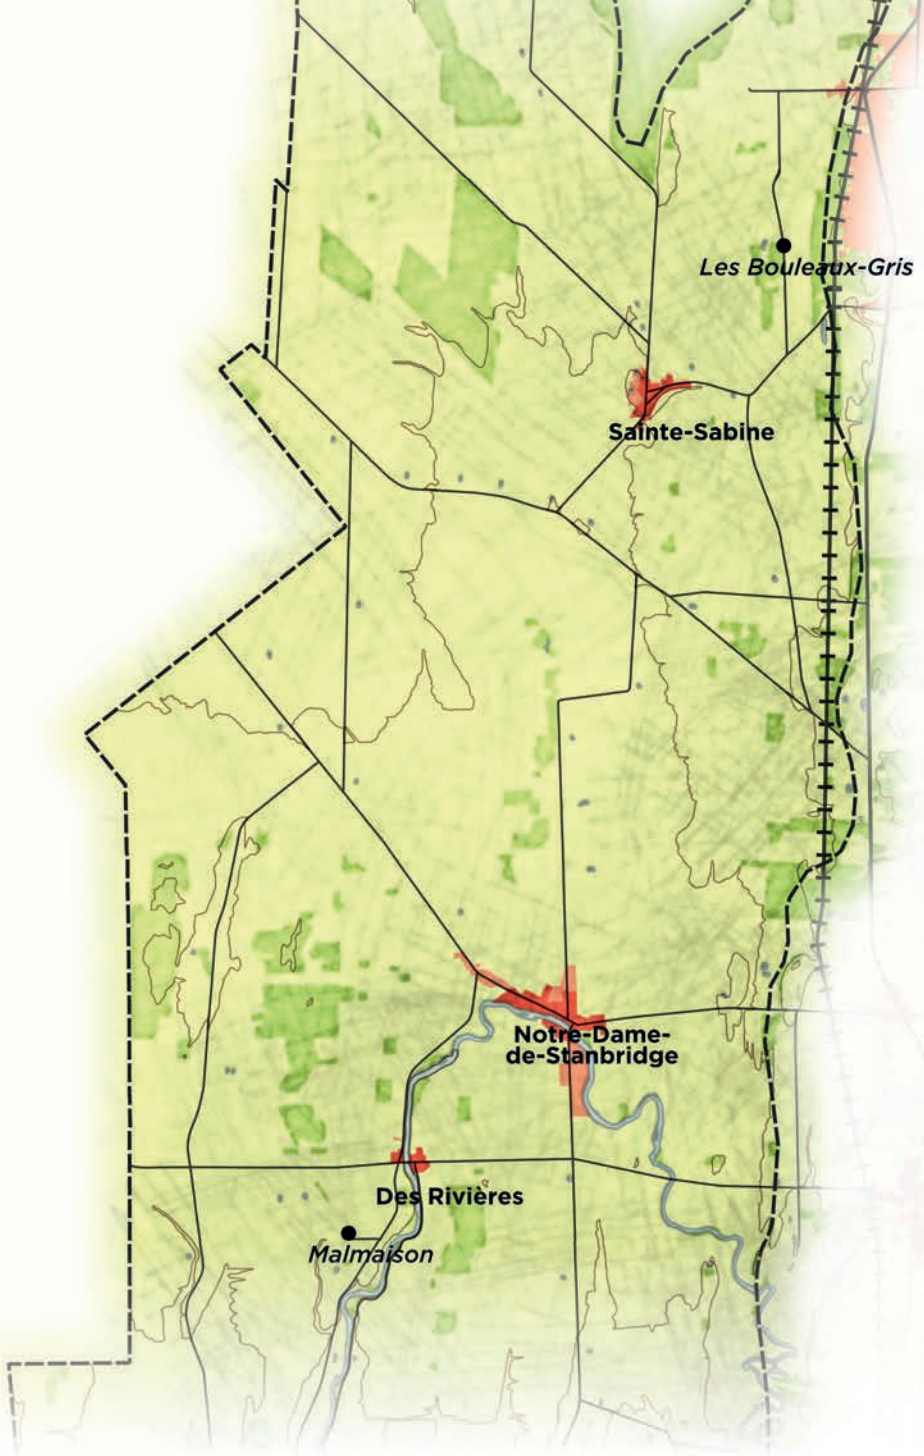 Les Bouleaux-Gris
Sainte-Sabine
Notre-Dame-
de-Stanbridge
Des Rivières
Malmaison